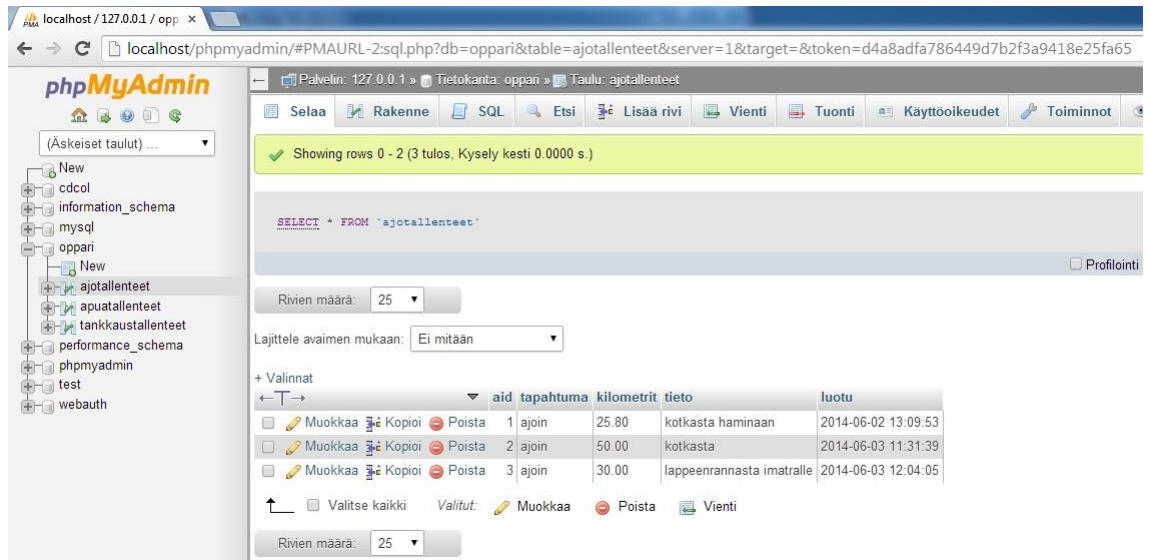 localhost / 127.0.0.1 / opp
localhost/phpmyadmin/#PMAURL-2:sql.php?db=oppari&table=ajotallenteet&server=1&target=&token=d4a8adfa786449d7b2f3a9418e25fa65
phpMyAdmin
(Äskeiset taulut) ...
New
cdcol
information_schema
mysql
oppari
New
ajotallenteet
apuatallenteet
tankkaustallenteet
performance_schema
phpmyadmin
test
webauth
Palvelin: 127.0.0.1 » Tietokanta: oppari » Taulu: ajotallenteet
Selaa Rakenne SQL Etsi Lisää rivi Vienti Tuonti Käyttöoikeudet Toiminnot
Showing rows 0 - 2 (3 tulos, Kysely kesti 0.0000 s.)
SELECT * FROM `ajotallenteet`
Profilointi
Rivien määrä: 25
Lajittele avaimen mukaan: Ei mitään
+ Valinnat
←T→ aid tapahtuma kilometrit tieto luotu
Muokkaa Kopioi Poista 1 ajoin 25.80 kotkasta haminaan 2014-06-02 13:09:53
Muokkaa Kopioi Poista 2 ajoin 50.00 kotkasta 2014-06-03 11:31:39
Muokkaa Kopioi Poista 3 ajoin 30.00 lappeenrannasta imatralle 2014-06-03 12:04:05
Valitse kaikki Valitut: Muokkaa Poista Vienti
Rivien määrä: 25